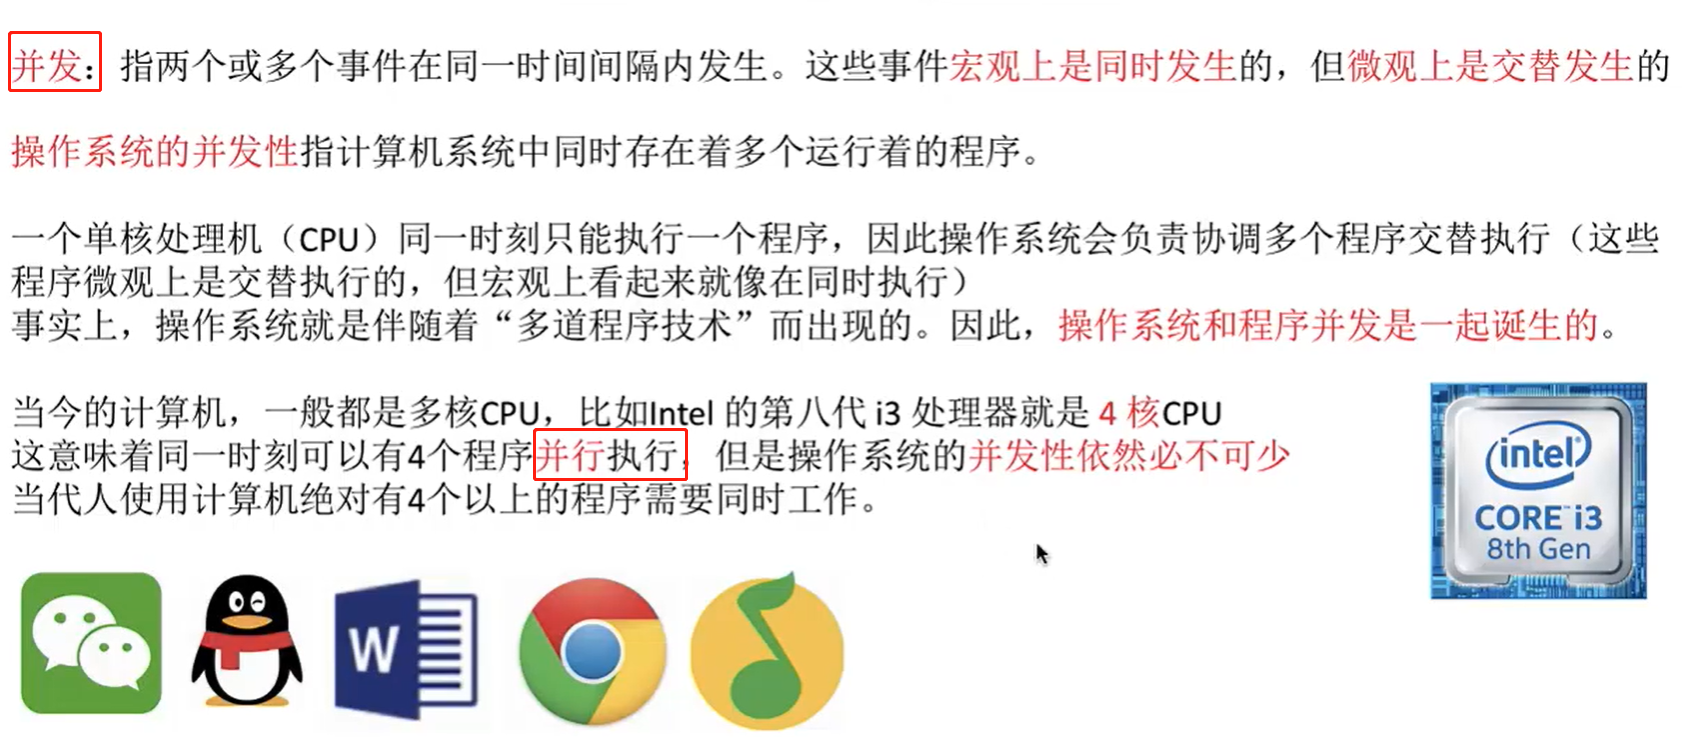 并发：指两个或多个事件在同一时间间隔内发生。这些事件宏观上是同时发生的，但微观上是交替发生的
操作系统的并发性指计算机系统中同时存在着多个运行着的程序。
一个单核处理机（CPU）同一时刻只能执行一个程序，因此操作系统会负责协调多个程序交替执行（这些
程序微观上是交替执行的，但宏观上看起来就像在同时执行）
事实上，操作系统就是伴随着“多道程序技术”而出现的。因此，操作系统和程序并发是一起诞生的。
当今的计算机，一般都是多核CPU，比如Intel 的第八代 i3 处理器就是 4 核CPU
这意味着同一时刻可以有4个程序并行执行，但是操作系统的并发性依然必不可少
当代人使用计算机绝对有4个以上的程序需要同时工作。
intel®
CORE™ i3
8th Gen
W